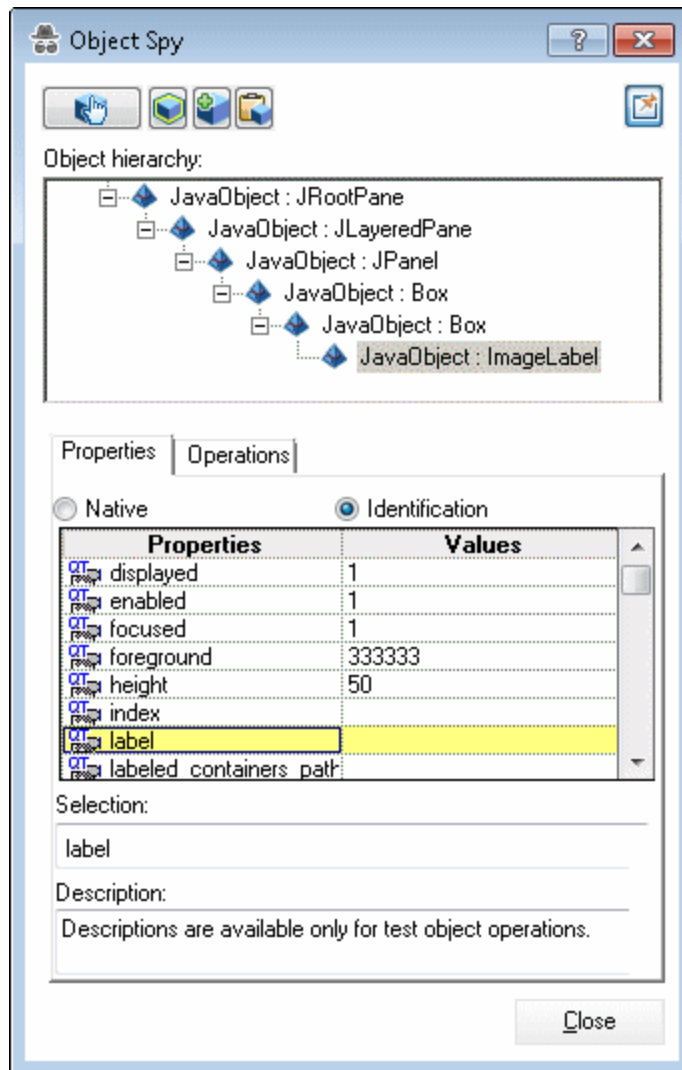 Object Spy
Object hierarchy:
JavaObject : JRootPane
JavaObject : JLayeredPane
JavaObject : JPanel
JavaObject : Box
JavaObject : Box
JavaObject : ImageLabel
Properties Operations
Native Identification
Properties Values
displayed 1
enabled 1
focused 1
foreground 333333
height 50
index
label
labeled_containers_path
Selection:
label
Description:
Descriptions are available only for test object operations.
Close